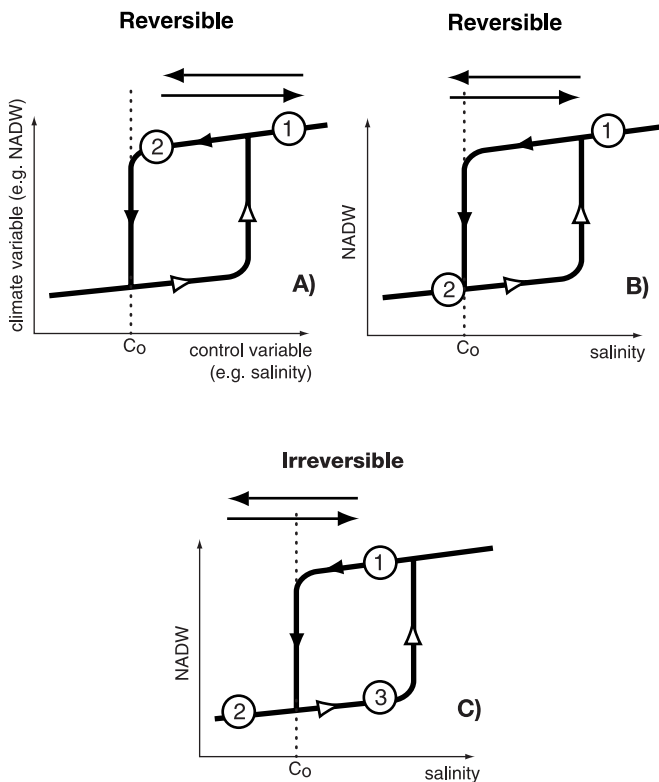 Reversible
Reversible
climate variable (e.g. NADW)
1
2
A)
Co
control variable
(e.g. salinity)
NADW
1
2
B)
Co
salinity
Irreversible
NADW
1
2
3
C)
Co
salinity